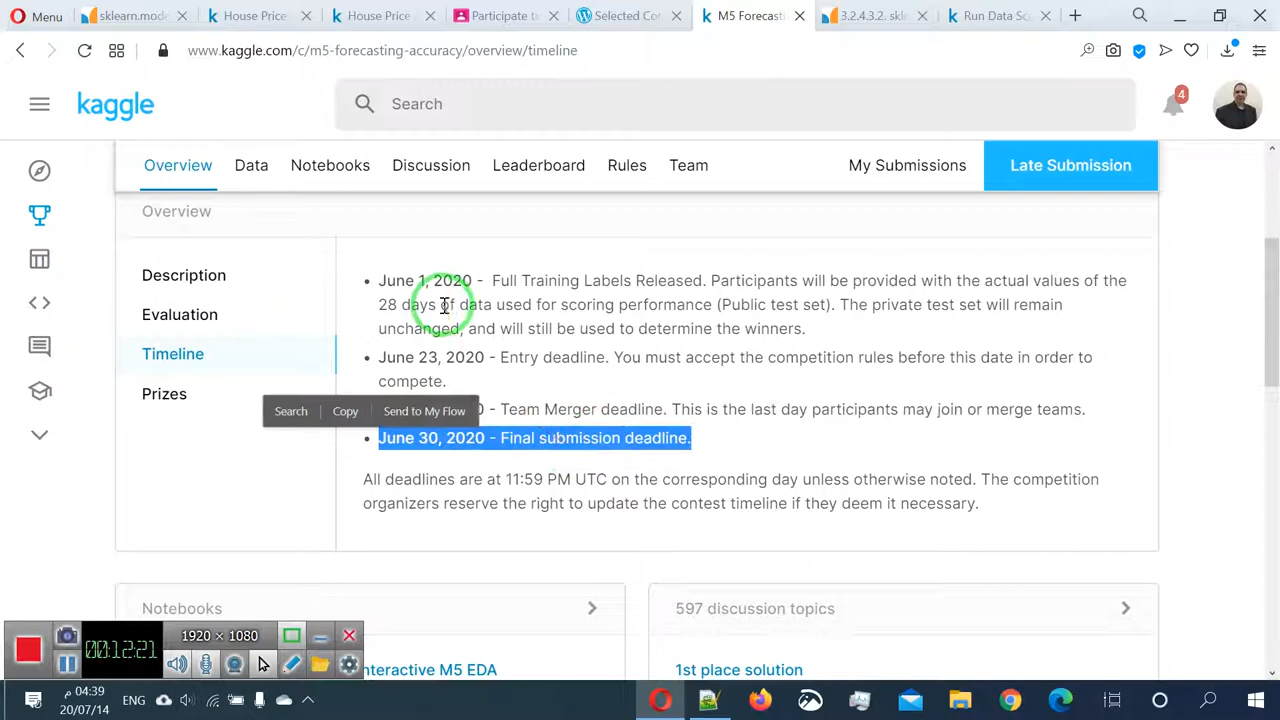 Menu
sklearn.mode
House Price
House Price
Participate t
Selected Co
M5 Forecast
3.2.4.3.2. skl
Run Data Sc
www.kaggle.com/c/m5-forecasting-accuracy/overview/timeline
kaggle
Search
4
Overview
Data
Notebooks
Discussion
Leaderboard
Rules
Team
My Submissions
Late Submission
Overview
Description
Evaluation
Timeline
Prizes
June 1, 2020 - Full Training Labels Released. Participants will be provided with the actual values of the
28 days of data used for scoring performance (Public test set). The private test set will remain
unchanged, and will still be used to determine the winners.
June 23, 2020 - Entry deadline. You must accept the competition rules before this date in order to
compete.
Search
Copy
Send to My Flow
- Team Merger deadline. This is the last day participants may join or merge teams.
June 30, 2020 - Final submission deadline.
All deadlines are at 11:59 PM UTC on the corresponding day unless otherwise noted. The competition
organizers reserve the right to update the contest timeline if they deem it necessary.
Notebooks
597 discussion topics
00:12:21
1920 × 1080
nteractive M5 EDA
1st place solution
04:39 م
20/07/14
ENG